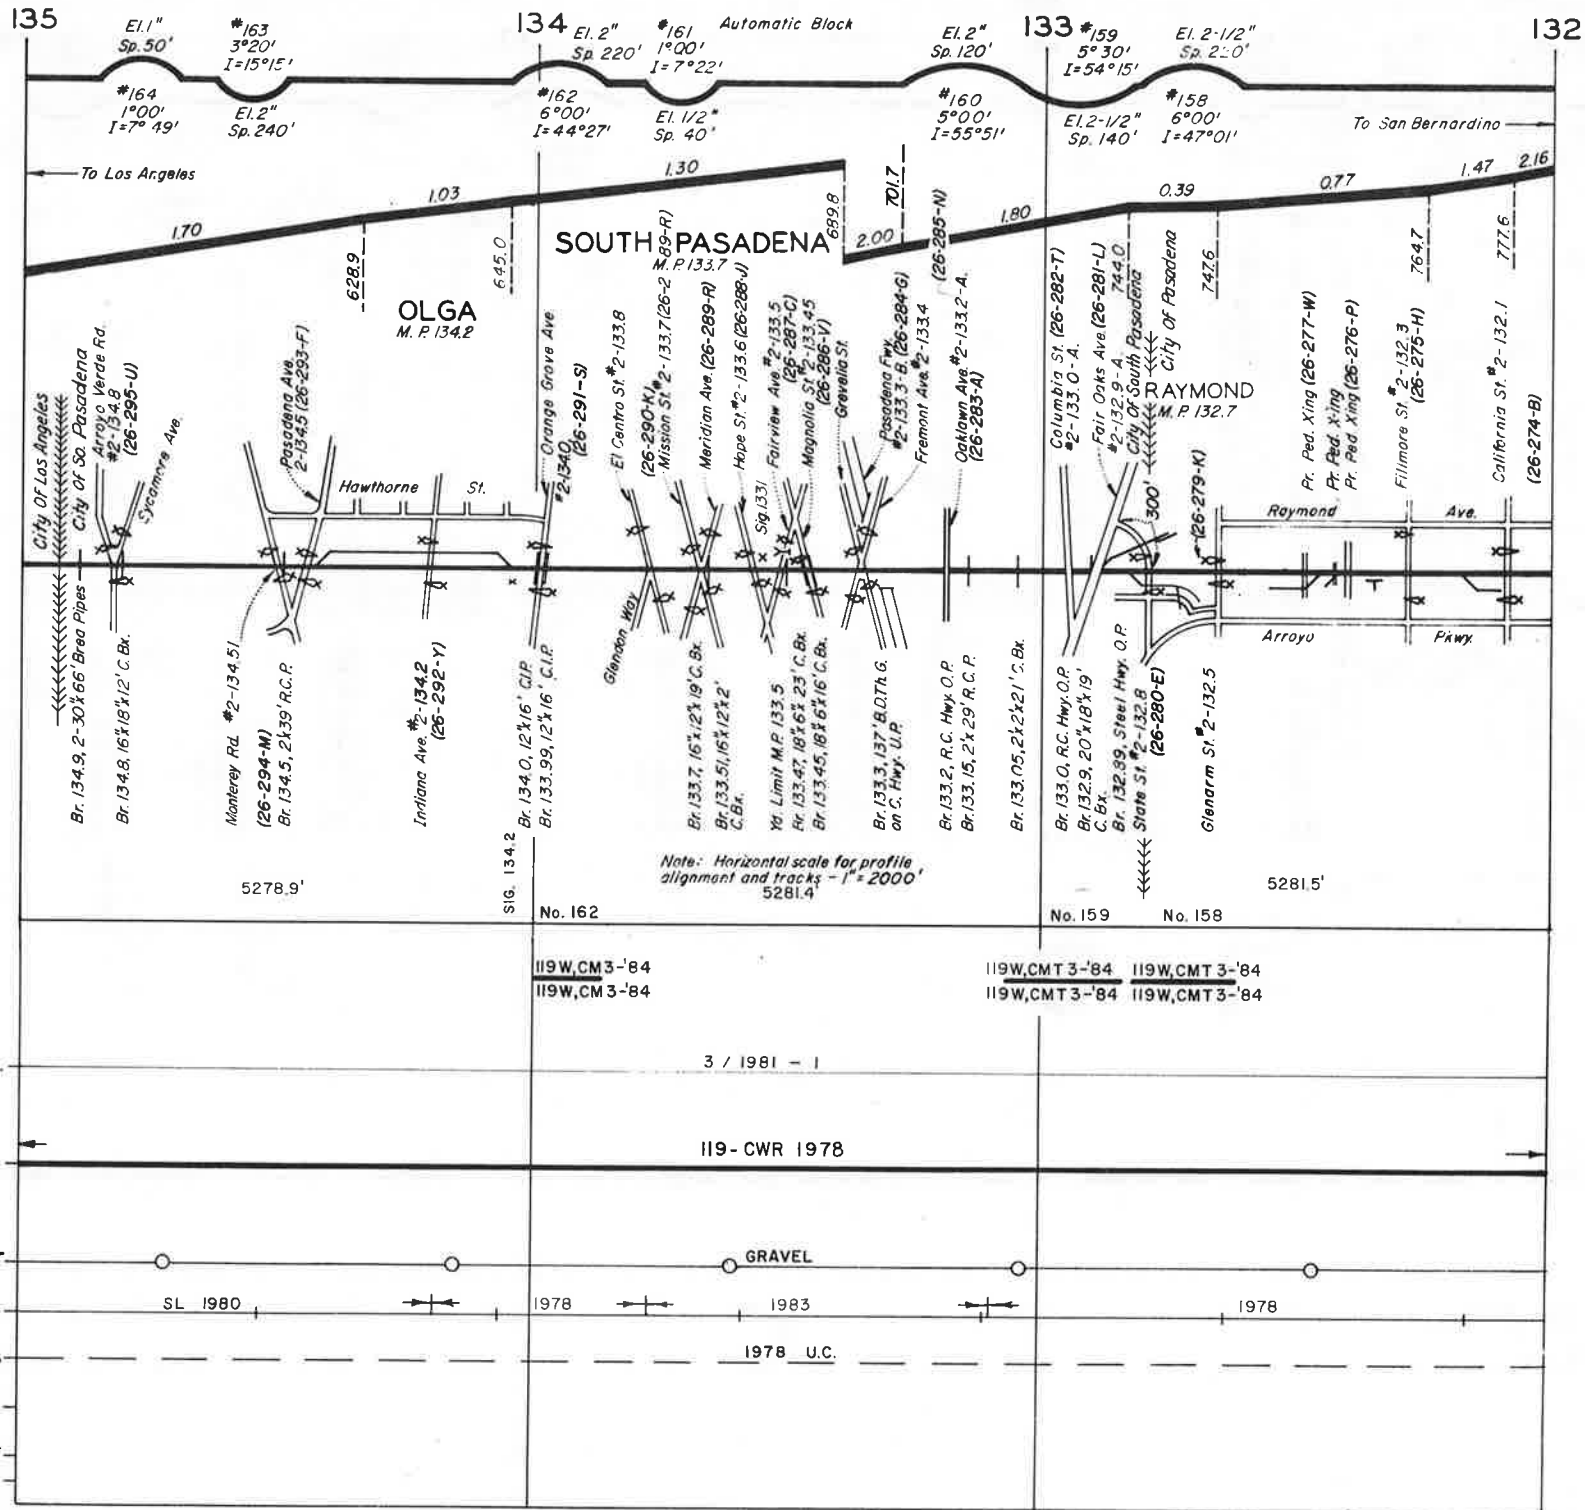 135
134
133
132
El. 1"
Sp. 50'
#163
3°20'
I=15°15'
El. 2"
Sp. 220'
#161
1°00'
I=7°22'
Automatic Block
El. 2"
Sp. 120'
#159
5°30'
I=54°15'
El. 2-1/2"
#164
1°00'
I=7°49'
El. 2"
Sp. 240'
#162
6°00'
I=44°27'
El. 1/2"
Sp. 40'
#160
5°00'
I=55°51'
El. 2-1/2"
Sp. 140'
#158
6°00'
I=47°01'
To San Bernardino
To Los Angeles
1.70
1.03
1.30
2.00
1.80
0.39
0.77
1.47
2.16
628.9
645.0
689.8
701.7
744.0
747.6
764.7
777.6
SOUTH PASADENA
M.P. 133.7
OLGA
M.P. 134.2
RAYMOND
M.P. 132.7
City Of Los Angeles
City Of So. Pasadena
Arroyo Verde Rd.
#2-134.8
(26-295-U)
Sycamore Ave.
Pasadena Ave.
2-134.5 (26-293-F)
Hawthorne St.
Orange Grove Ave.
#2-134.0
(26-291-S)
El Centro St. #2-133.8
(26-290-K)
Mission St. #2-133.7 (26-289-R)
Meridian Ave. (26-289-R)
Hope St. #2-133.6 (26-288-J)
Sig. 1331
Fairview Ave. #2-133.5
(26-287-C)
Magnolia St. #2-133.45
(26-286-V)
Grevelia St.
Pasadena Fwy.
#2-133.3-B. (26-284-G)
Fremont Ave. #2-133.4
(26-285-N)
Oaklawn Ave. #2-133.2-A.
(26-283-A)
Columbia St. (26-282-T)
#2-133.0-A.
Fair Oaks Ave. (26-281-L)
#2-132.9-A.
City Of South Pasadena
City Of Pasadena
300'
(26-279-K)
Pr. Ped. Xing (26-277-W)
Pr. Ped. Xing
Pr. Ped. Xing (26-276-P)
Fillmore St. #2-132.3
(26-275-H)
California St. #2-132.1
(26-274-B)
Raymond Ave.
Arroyo Pkwy.
Glendon Way
Br. 134.9, 2-30"x66' Brea Pipes
Br. 134.8, 16"x18"x12' C. Bx.
Monterey Rd. #2-134.51
(26-294-M)
Br. 134.5, 2'x39' R.C.P.
Indiana Ave. #2-134.2
(26-292-Y)
Br. 134.0, 12"x16' C.I.P.
Br. 133.99, 12"x16' C.I.P.
Br. 133.7, 16"x12"x19' C. Bx.
Br. 133.51, 16"x12"x2'
C. Bx.
Yd. Limit M.P. 133.5
Br. 133.47, 18"x6"x23' C. Bx.
Br. 133.45, 18"x6"x16' C. Bx.
Br. 133.3, 137' B.D.Th.G.
on C. Hwy. U.P.
Br. 133.2, R.C. Hwy. O.P.
Br. 133.15, 2'x29' R.C.P.
Br. 133.05, 2'x2'x21' C. Bx.
Br. 133.0, R.C. Hwy. O.P.
Br. 132.9, 20"x18"x19'
C. Bx.
Br. 132.89, Steel Hwy. O.P.
State St. #2-132.8
(26-280-E)
Glenarm St. #2-132.5
Note: Horizontal scale for profile
alignment and tracks - 1" = 2000'
5278.9'
5281.4'
5281.5'
SIG. 134.2
No. 162
No. 159
No. 158
119W,CM3-'84
119W,CM3-'84
119W,CMT3-'84
119W,CMT3-'84
119W,CMT3-'84
119W,CMT3-'84
3 / 1981 - 1
119-CWR 1978
GRAVEL
SL 1980
1978
1983
1978
1978 U.C.